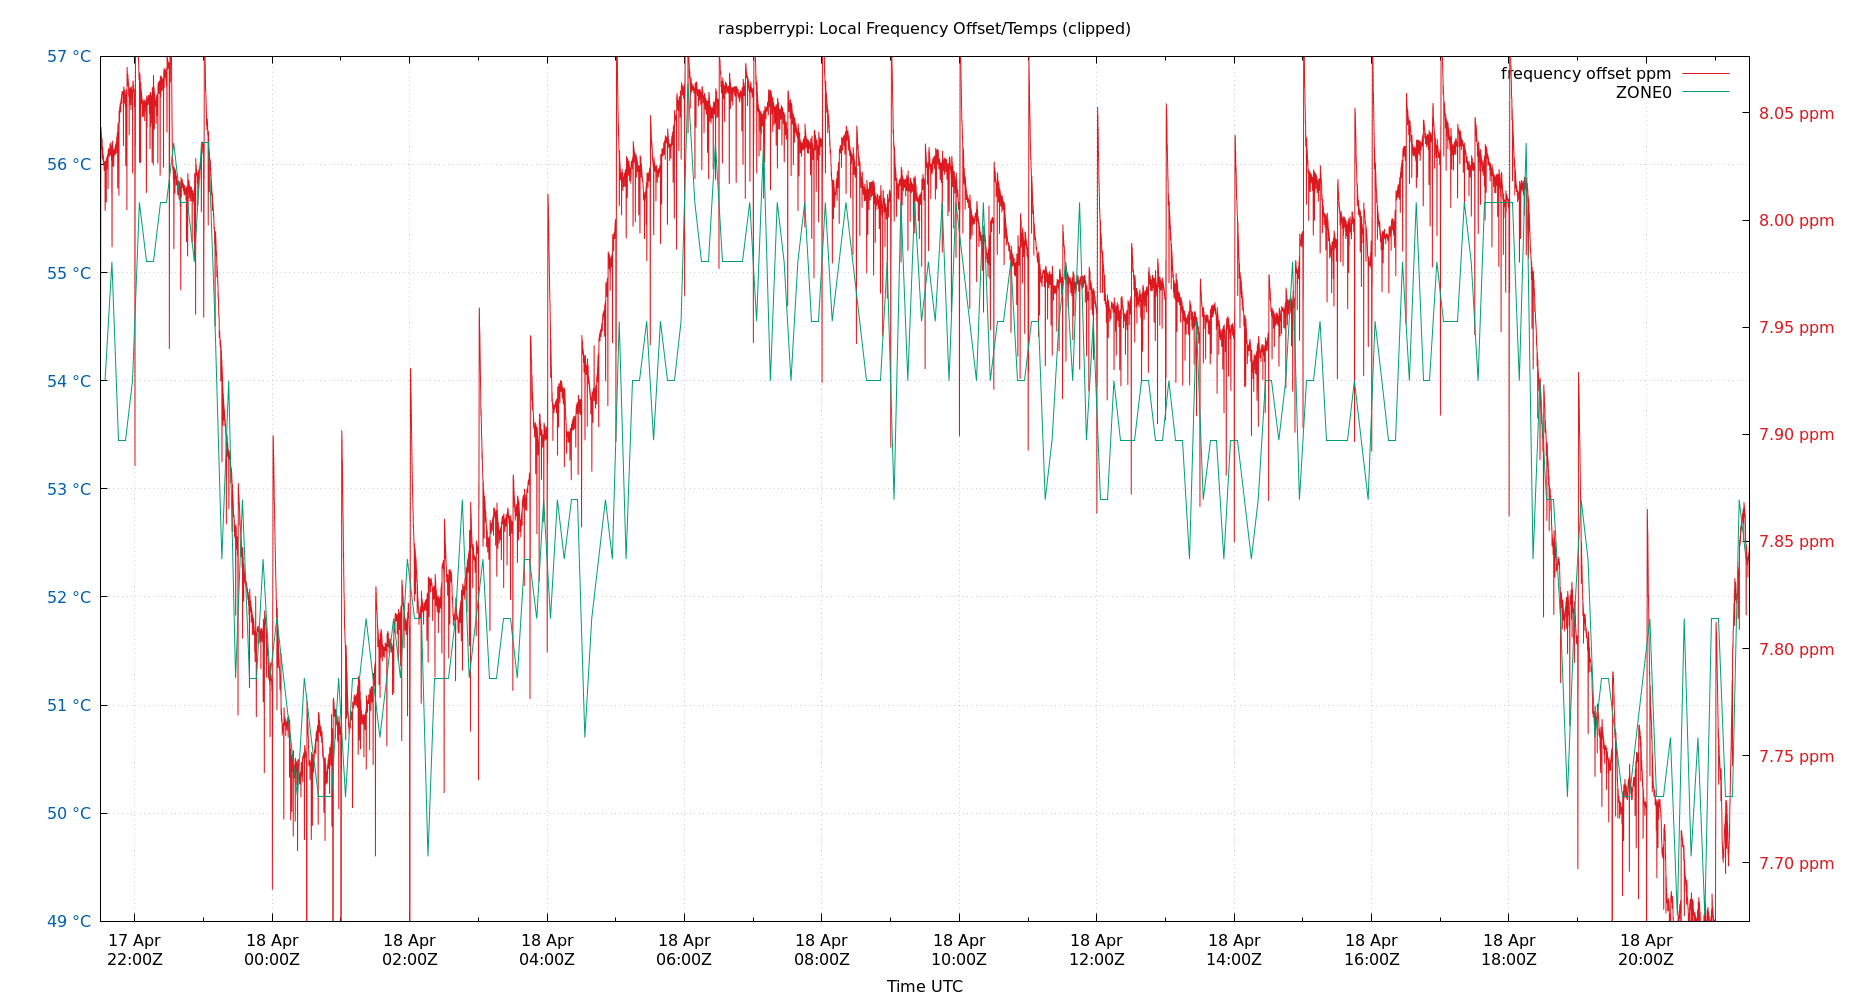 raspberrypi: Local Frequency Offset/Temps (clipped)
57 °C
56 °C
55 °C
54 °C
53 °C
52 °C
51 °C
50 °C
49 °C
frequency offset ppm
ZONE0
8.05 ppm
8.00 ppm
7.95 ppm
7.90 ppm
7.85 ppm
7.80 ppm
7.75 ppm
7.70 ppm
17 Apr 18 Apr 18 Apr 18 Apr 18 Apr 18 Apr 18 Apr 18 Apr 18 Apr 18 Apr 18 Apr 18 Apr
22:00Z 00:00Z 02:00Z 04:00Z 06:00Z 08:00Z 10:00Z 12:00Z 14:00Z 16:00Z 18:00Z 20:00Z
Time UTC